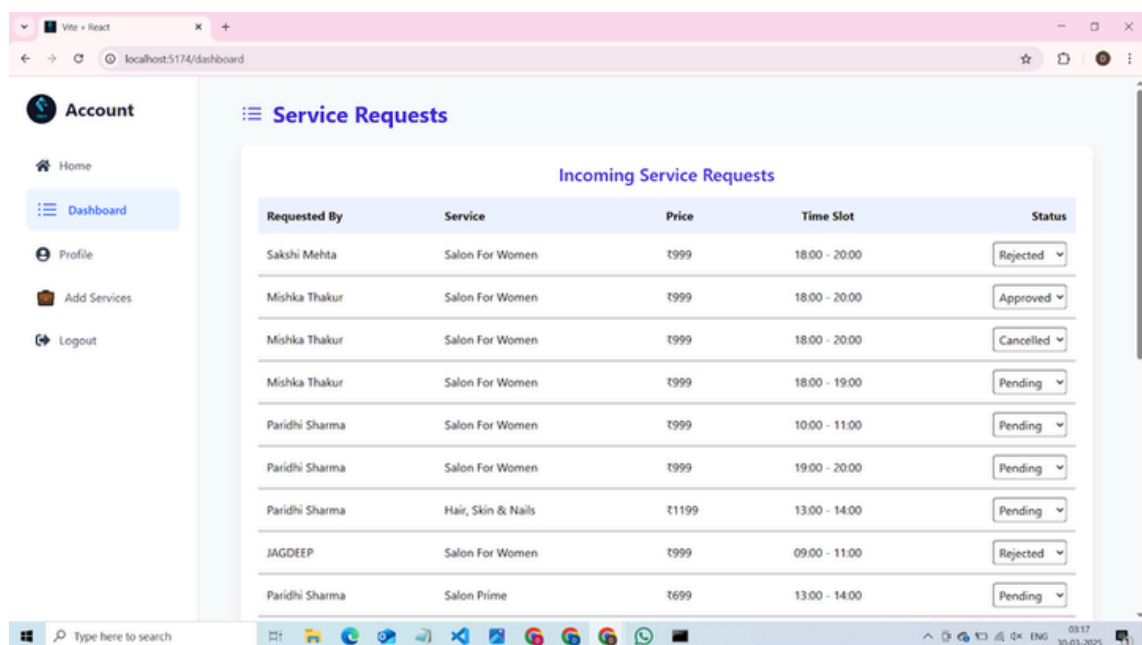 Vite + React
localhost:5174/dashboard
Account
Home
Dashboard
Profile
Add Services
Logout
Service Requests
Incoming Service Requests
Requested By Service Price Time Slot Status
Sakshi Mehta Salon For Women ₹999 18:00 - 20:00 Rejected
Mishka Thakur Salon For Women ₹999 18:00 - 20:00 Approved
Mishka Thakur Salon For Women ₹999 18:00 - 20:00 Cancelled
Mishka Thakur Salon For Women ₹999 18:00 - 19:00 Pending
Paridhi Sharma Salon For Women ₹999 10:00 - 11:00 Pending
Paridhi Sharma Salon For Women ₹999 19:00 - 20:00 Pending
Paridhi Sharma Hair, Skin & Nails ₹1199 13:00 - 14:00 Pending
JAGDEEP Salon For Women ₹999 09:00 - 11:00 Rejected
Paridhi Sharma Salon Prime ₹699 13:00 - 14:00 Pending
Type here to search
ENG
03:17
30-03-2025